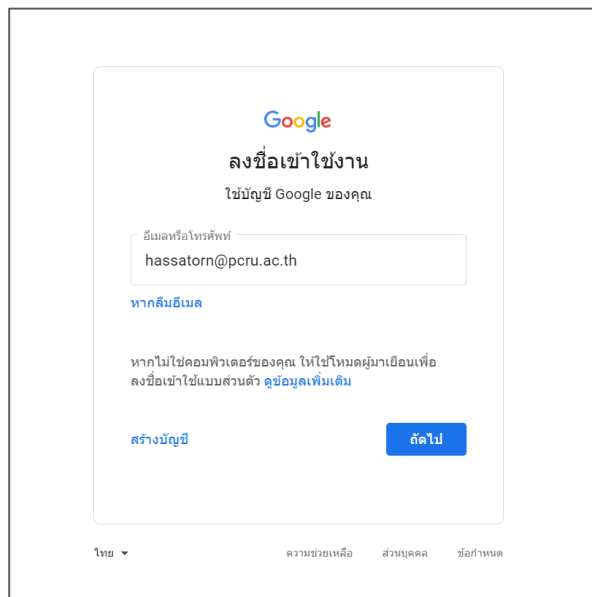 Google
ลงชื่อเข้าใช้งาน
ใช้บัญชี Google ของคุณ
อีเมลหรือโทรศัพท์
hassatorn@pcru.ac.th
หากลืมอีเมล
หากไม่ใช่คอมพิวเตอร์ของคุณ ให้ใช้โหมดผู้มาเยือนเพื่อ
ลงชื่อเข้าใช้แบบส่วนตัว ดูข้อมูลเพิ่มเติม
สร้างบัญชี
ถัดไป
ไทย
ความช่วยเหลือ ส่วนบุคคล ข้อกำหนด